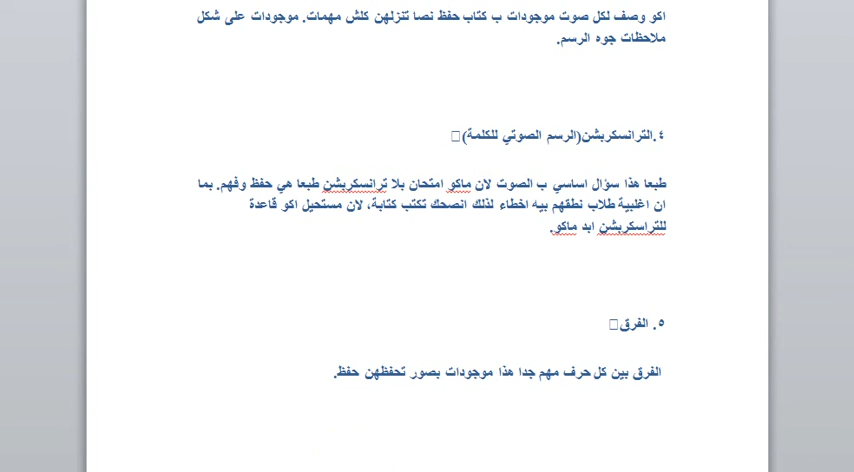 اكو وصف لكل صوت موجودات ب كتاب حفظ نصا تنزلهن كلش مهمات. موجودات على شكل
ملاحظات جوه الرسم.
٤.الترانسكربشن(الرسم الصوتي للكلمة)
طبعا هذا سؤال اساسي ب الصوت لان ماكو امتحان بلا ترانسكربشن طبعا هي حفظ وفهم. بما
ان اغلبية طلاب نطقهم بيه اخطاء لذلك انصحك تكتب كتابة، لان مستحيل اكو قاعدة
للتراسكربشن ابد ماكو.
٥. الفرق
الفرق بين كل حرف مهم جدا هذا موجودات بصور تحفظهن حفظ.